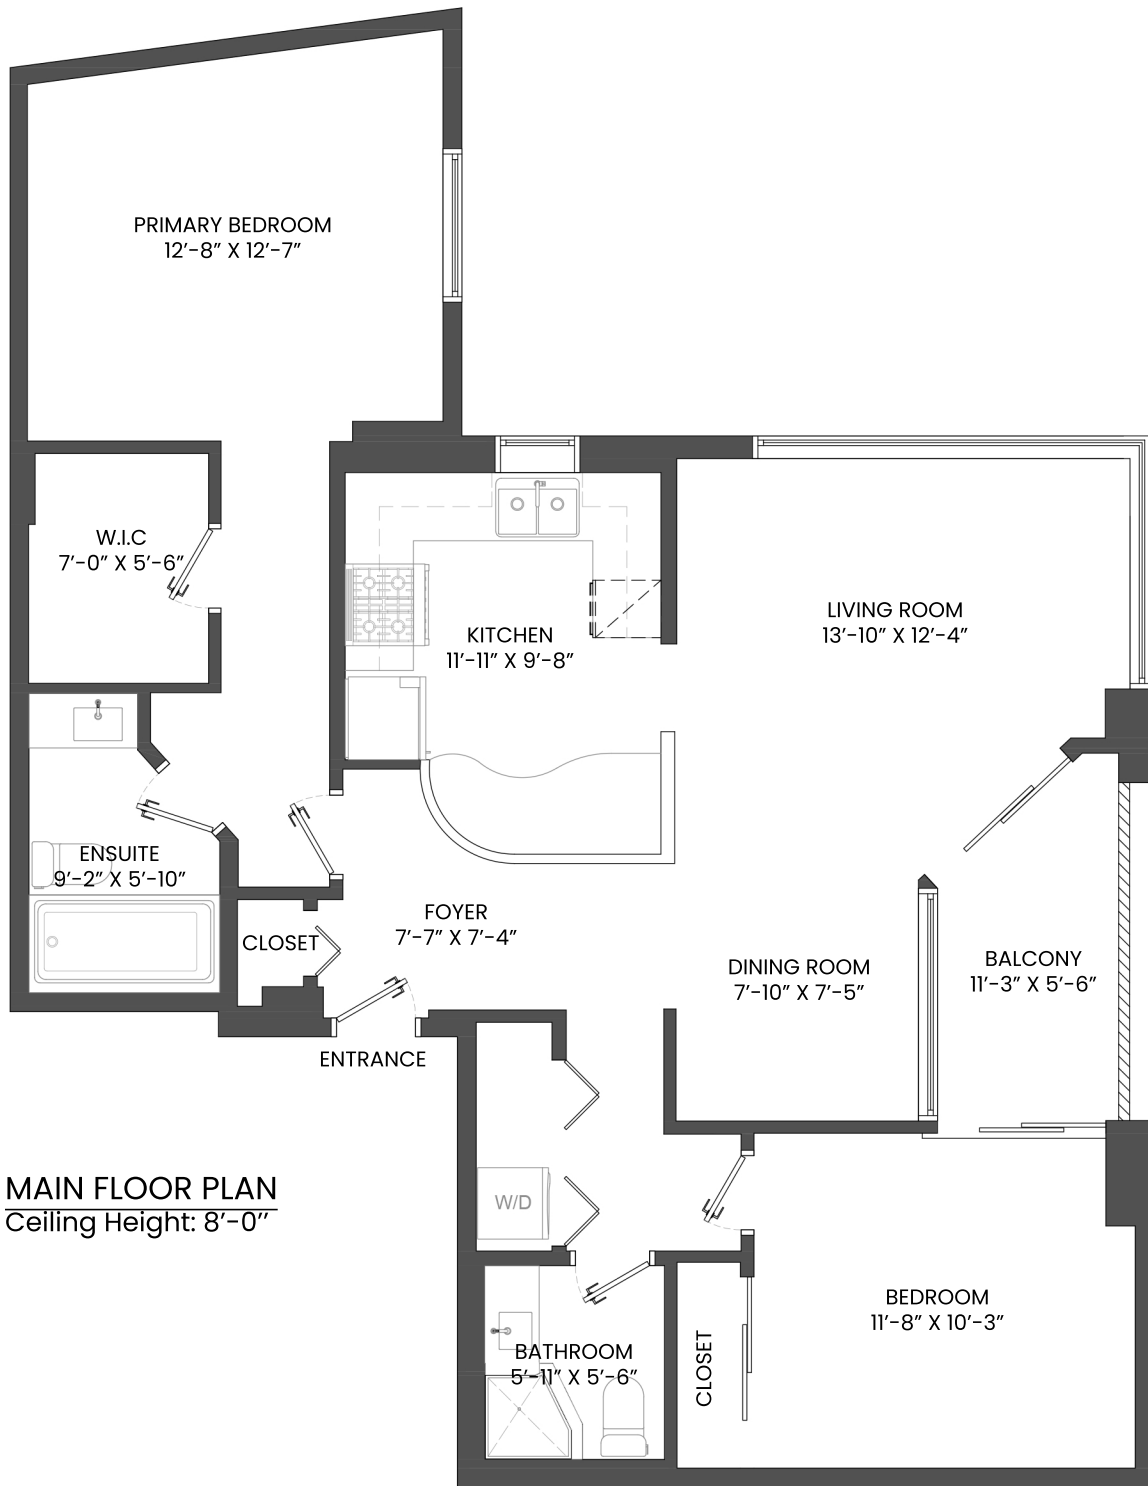 PRIMARY BEDROOM
12’-8” X 12’-7”
W.I.C
7’-0” X 5’-6”
KITCHEN
11’-11” X 9’-8”
LIVING ROOM
13’-10” X 12’-4”
ENSUITE
9’-2” X 5’-10”
CLOSET
FOYER
7’-7” X 7’-4”
DINING ROOM
7’-10” X 7’-5”
BALCONY
11’-3” X 5’-6”
ENTRANCE
MAIN FLOOR PLAN
Ceiling Height: 8’-0’’
W/D
BEDROOM
11’-8” X 10’-3”
CLOSET
BATHROOM
5’-11” X 5’-6”